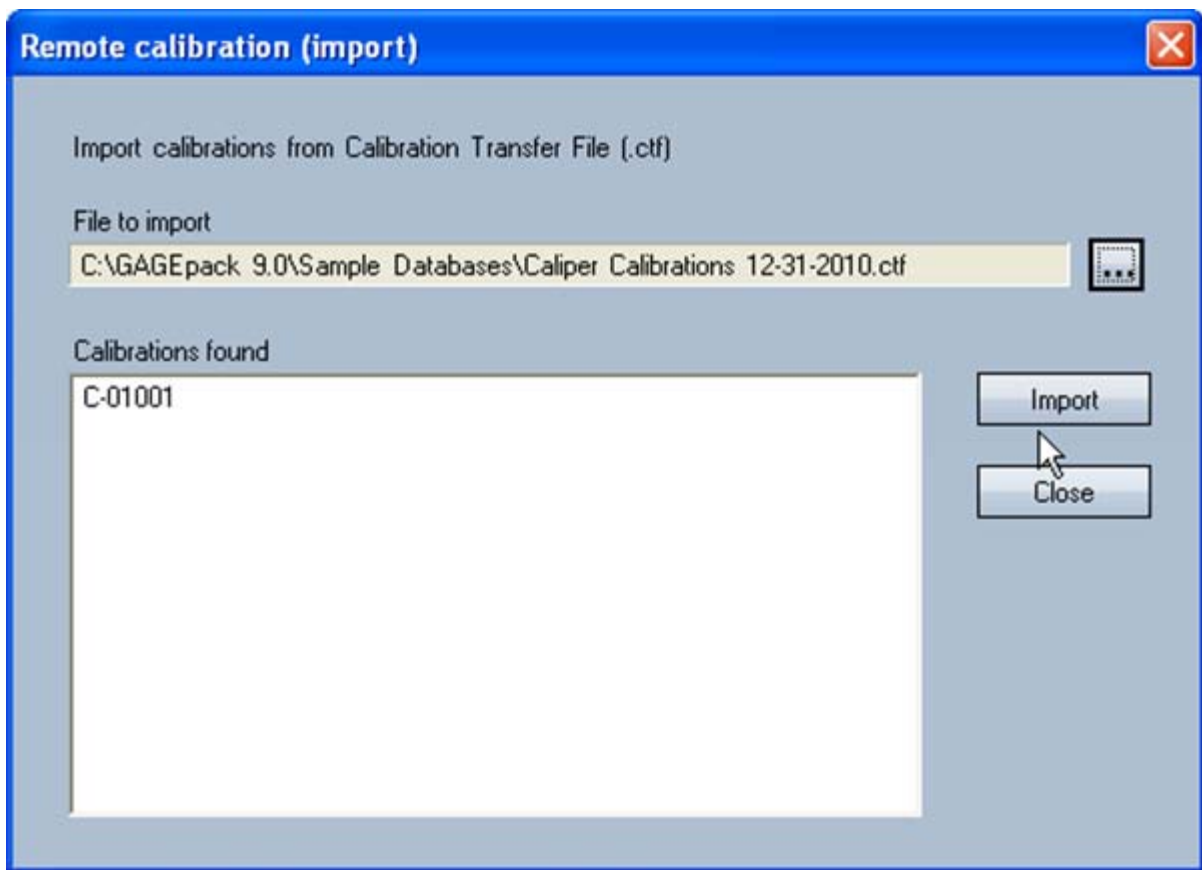 Remote calibration (import)
Import calibrations from Calibration Transfer File (.ctf)
File to import
C:\GAGEpack 9.0\Sample Databases\Caliper Calibrations 12-31-2010.ctf
...
Calibrations found
C-01001
Import
Close